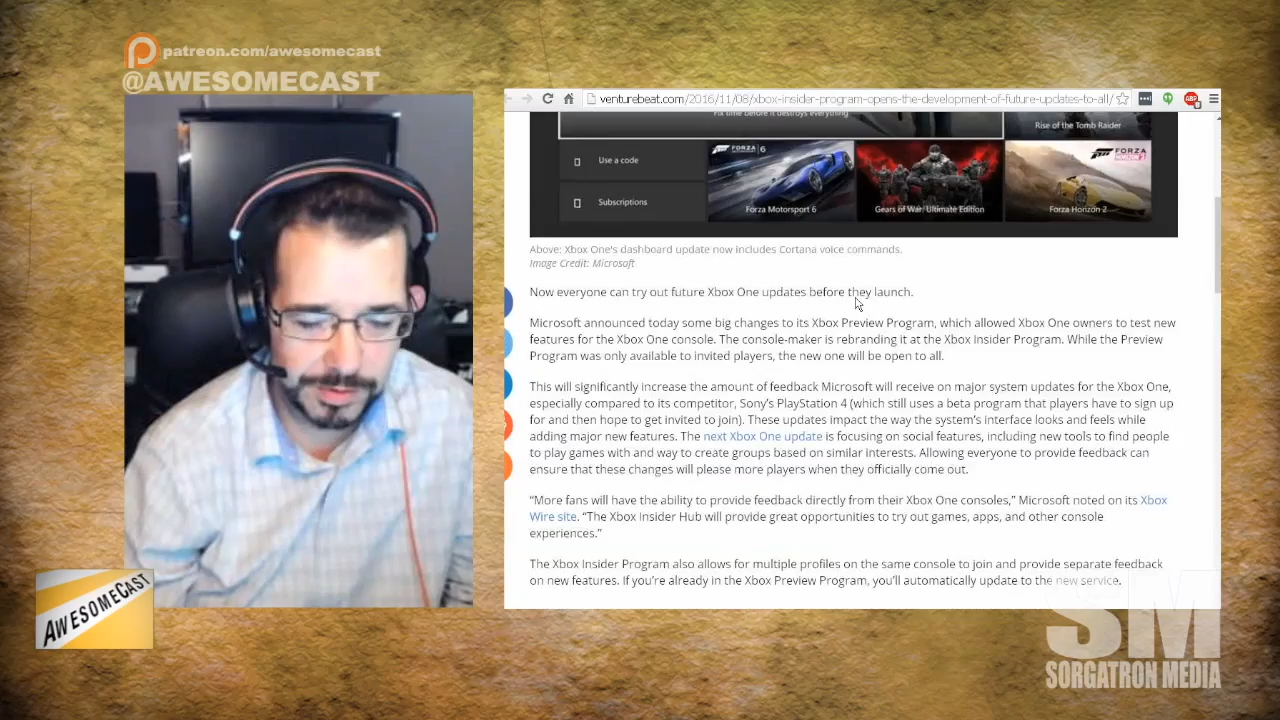 patreon.com/awesomecast
@AWESOMECAST
venturebeat.com/2016/11/08/xbox-insider-program-opens-the-development-of-future-updates-to-all/
ABP
Fix time before it destroys everything
Rise of the Tomb Raider
Use a code
Subscriptions
FORZA 6
Forza Motorsport 6
Gears of War: Ultimate Edition
FORZA HORIZON 2
Forza Horizon 2
Above: Xbox One's dashboard update now includes Cortana voice commands.
Image Credit: Microsoft
Now everyone can try out future Xbox One updates before they launch.
Microsoft announced today some big changes to its Xbox Preview Program, which allowed Xbox One owners to test new
features for the Xbox One console. The console-maker is rebranding it at the Xbox Insider Program. While the Preview
Program was only available to invited players, the new one will be open to all.
This will significantly increase the amount of feedback Microsoft will receive on major system updates for the Xbox One,
especially compared to its competitor, Sony's PlayStation 4 (which still uses a beta program that players have to sign up
for and then hope to get invited to join). These updates impact the way the system's interface looks and feels while
adding major new features. The next Xbox One update is focusing on social features, including new tools to find people
to play games with and way to create groups based on similar interests. Allowing everyone to provide feedback can
ensure that these changes will please more players when they officially come out.
“More fans will have the ability to provide feedback directly from their Xbox One consoles,” Microsoft noted on its Xbox
Wire site. “The Xbox Insider Hub will provide great opportunities to try out games, apps, and other console
experiences.”
The Xbox Insider Program also allows for multiple profiles on the same console to join and provide separate feedback
on new features. If you're already in the Xbox Preview Program, you'll automatically update to the new service.
AWESOMECAST
SM
SORGATRON MEDIA